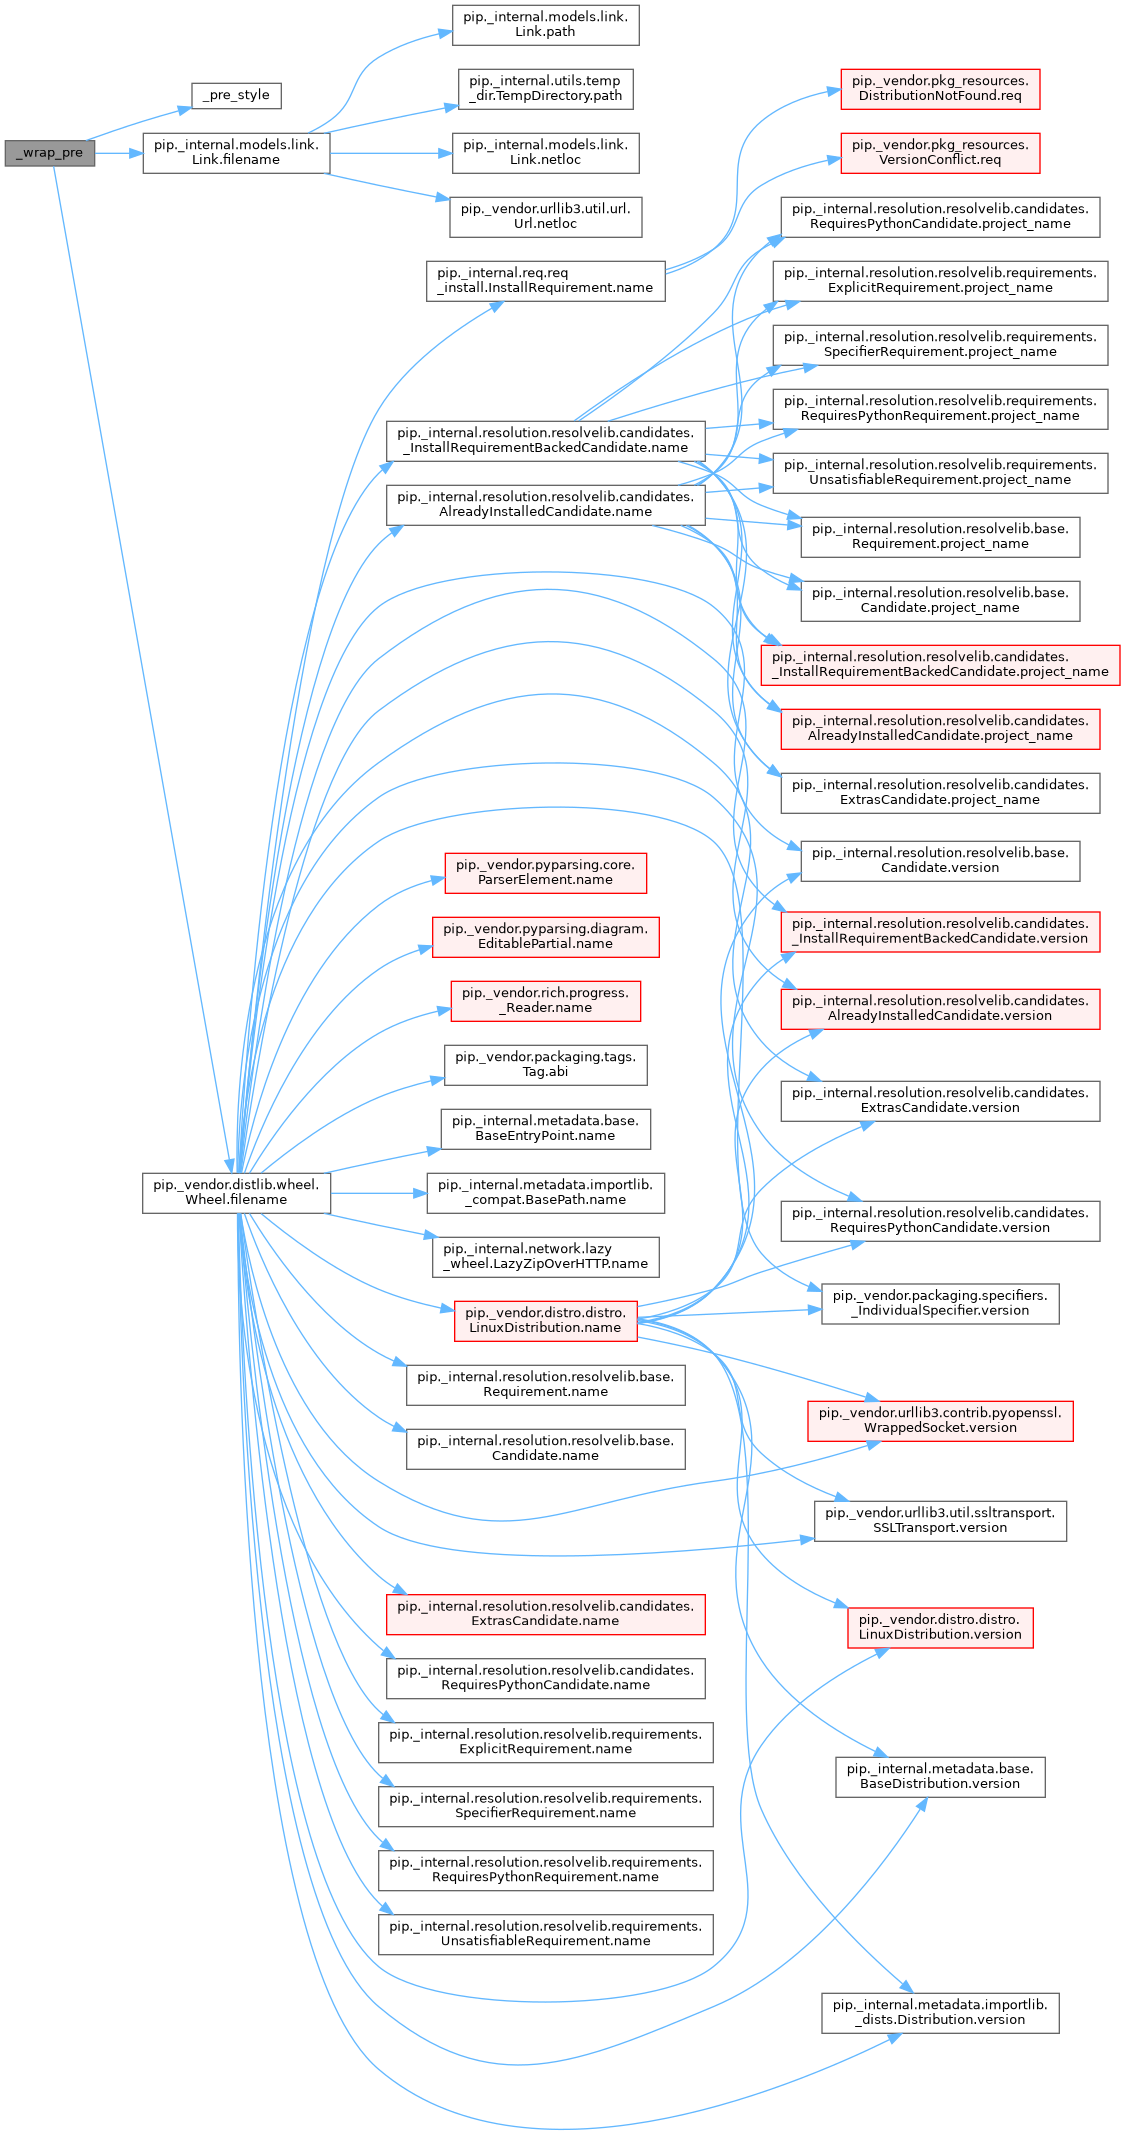 _wrap_pre
_pre_style
pip._internal.models.link.
Link.filename
pip._vendor.distlib.wheel.
Wheel.filename
pip._internal.models.link.
Link.path
pip._internal.utils.temp
_dir.TempDirectory.path
pip._internal.models.link.
Link.netloc
pip._vendor.urllib3.util.url.
Url.netloc
pip._internal.req.req
_install.InstallRequirement.name
pip._internal.resolution.resolvelib.candidates.
_InstallRequirementBackedCandidate.name
pip._internal.resolution.resolvelib.candidates.
AlreadyInstalledCandidate.name
pip._vendor.pyparsing.core.
ParserElement.name
pip._vendor.pyparsing.diagram.
EditablePartial.name
pip._vendor.rich.progress.
_Reader.name
pip._vendor.packaging.tags.
Tag.abi
pip._internal.metadata.base.
BaseEntryPoint.name
pip._internal.metadata.importlib.
_compat.BasePath.name
pip._internal.network.lazy
_wheel.LazyZipOverHTTP.name
pip._vendor.distro.distro.
LinuxDistribution.name
pip._internal.resolution.resolvelib.base.
Requirement.name
pip._internal.resolution.resolvelib.base.
Candidate.name
pip._internal.resolution.resolvelib.candidates.
ExtrasCandidate.name
pip._internal.resolution.resolvelib.candidates.
RequiresPythonCandidate.name
pip._internal.resolution.resolvelib.requirements.
ExplicitRequirement.name
pip._internal.resolution.resolvelib.requirements.
SpecifierRequirement.name
pip._internal.resolution.resolvelib.requirements.
RequiresPythonRequirement.name
pip._internal.resolution.resolvelib.requirements.
UnsatisfiableRequirement.name
pip._vendor.pkg_resources.
DistributionNotFound.req
pip._vendor.pkg_resources.
VersionConflict.req
pip._internal.resolution.resolvelib.candidates.
RequiresPythonCandidate.project_name
pip._internal.resolution.resolvelib.requirements.
ExplicitRequirement.project_name
pip._internal.resolution.resolvelib.requirements.
SpecifierRequirement.project_name
pip._internal.resolution.resolvelib.requirements.
RequiresPythonRequirement.project_name
pip._internal.resolution.resolvelib.requirements.
UnsatisfiableRequirement.project_name
pip._internal.resolution.resolvelib.base.
Requirement.project_name
pip._internal.resolution.resolvelib.base.
Candidate.project_name
pip._internal.resolution.resolvelib.candidates.
_InstallRequirementBackedCandidate.project_name
pip._internal.resolution.resolvelib.candidates.
AlreadyInstalledCandidate.project_name
pip._internal.resolution.resolvelib.candidates.
ExtrasCandidate.project_name
pip._internal.resolution.resolvelib.base.
Candidate.version
pip._internal.resolution.resolvelib.candidates.
_InstallRequirementBackedCandidate.version
pip._internal.resolution.resolvelib.candidates.
AlreadyInstalledCandidate.version
pip._internal.resolution.resolvelib.candidates.
ExtrasCandidate.version
pip._internal.resolution.resolvelib.candidates.
RequiresPythonCandidate.version
pip._vendor.packaging.specifiers.
_IndividualSpecifier.version
pip._vendor.urllib3.contrib.pyopenssl.
WrappedSocket.version
pip._vendor.urllib3.util.ssltransport.
SSLTransport.version
pip._vendor.distro.distro.
LinuxDistribution.version
pip._internal.metadata.base.
BaseDistribution.version
pip._internal.metadata.importlib.
_dists.Distribution.version